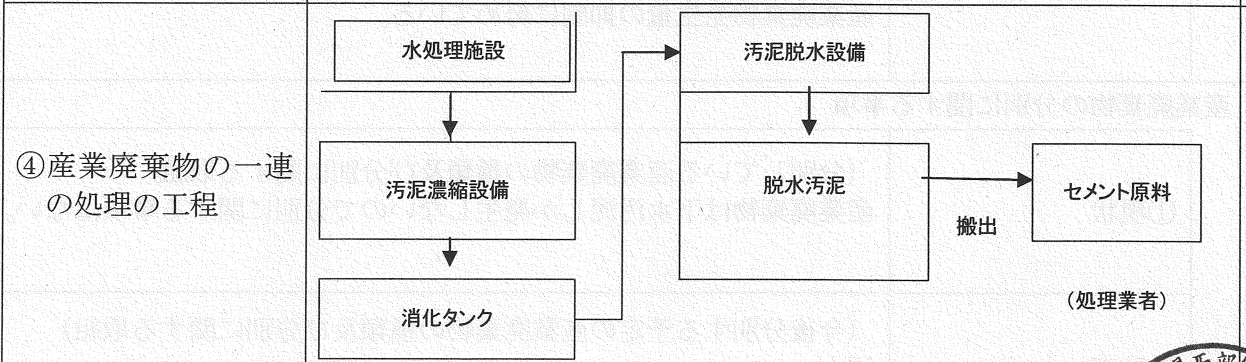 ④産業廃棄物の一連
の処理の工程
水処理施設
汚泥濃縮設備
消化タンク
汚泥脱水設備
脱水汚泥
搬出
セメント原料
(処理業者)